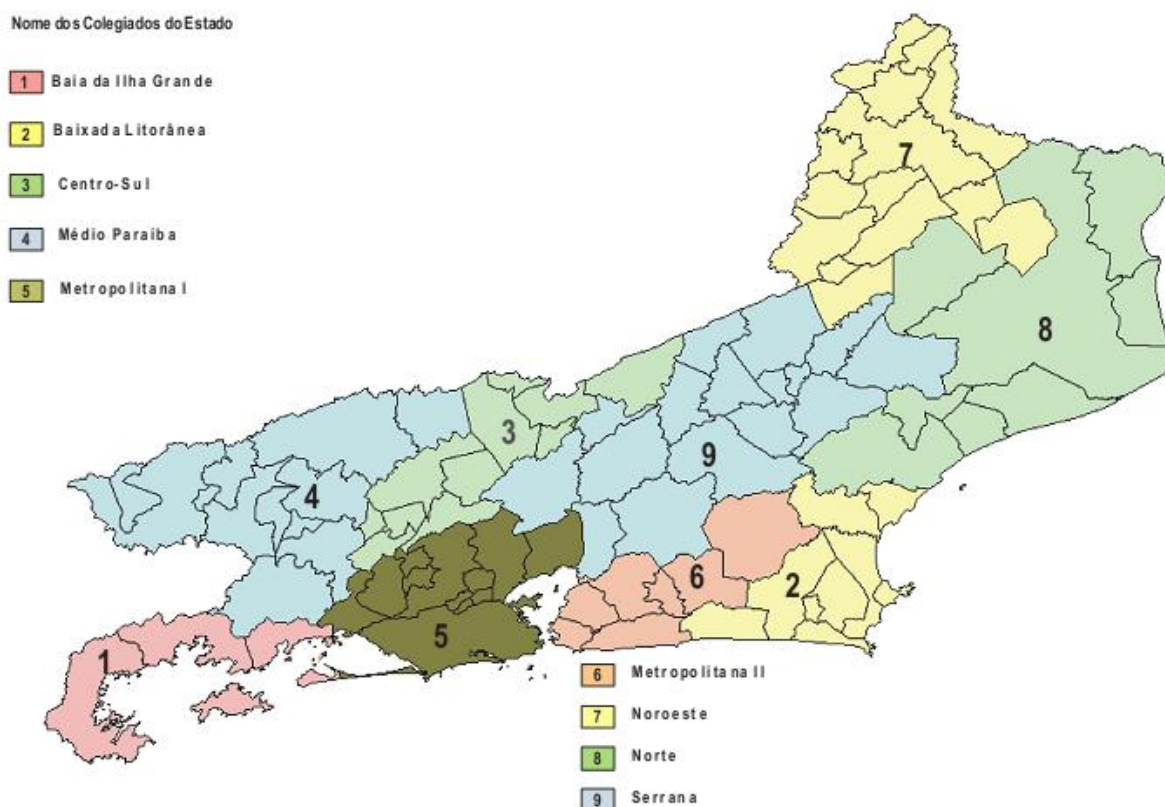 Nome dos Colegiados do Estado
1 Baia da Ilha Grande
2 Baixada Litorânea
3 Centro-Sul
4 Médio Paraiba
5 Metropolitana I
7
8
3
9
4
6
2
5
1
6 Metropolitana II
7 Noroeste
8 Norte
9 Serrana